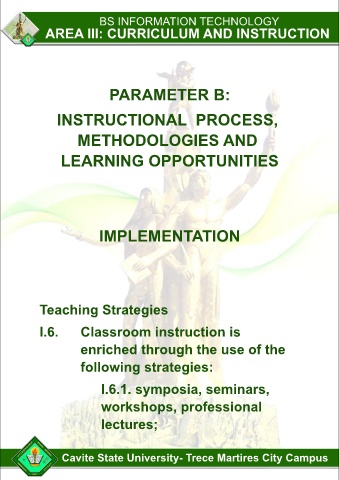 BS INFORMATION TECHNOLOGY
AREA III: CURRICULUM AND INSTRUCTION
PARAMETER B:
INSTRUCTIONAL PROCESS,
METHODOLOGIES AND
LEARNING OPPORTUNITIES
IMPLEMENTATION
Teaching Strategies
I.6. Classroom instruction is
enriched through the use of the
following strategies:
I.6.1. symposia, seminars,
workshops, professional
lectures;
Cavite State University- Trece Martires City Campus